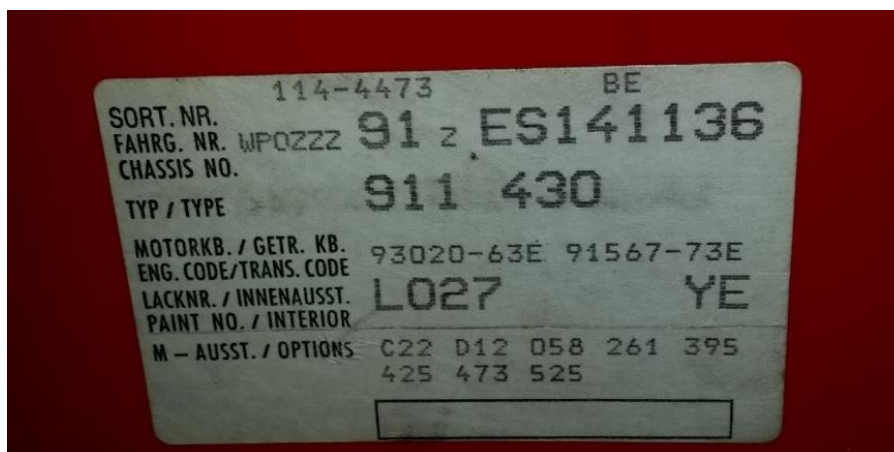 114-4473 BE
SORT. NR.
FAHRG. NR. WP0ZZZ 91 Z ES141136
CHASSIS NO.
TYP / TYPE 911 430
MOTORKB. / GETR. KB. 93020-63E 91567-73E
ENG. CODE/TRANS. CODE
LACKNR. / INNENAUSST. L027 YE
PAINT NO. / INTERIOR
M – AUSST. / OPTIONS C22 D12 058 261 395
425 473 525